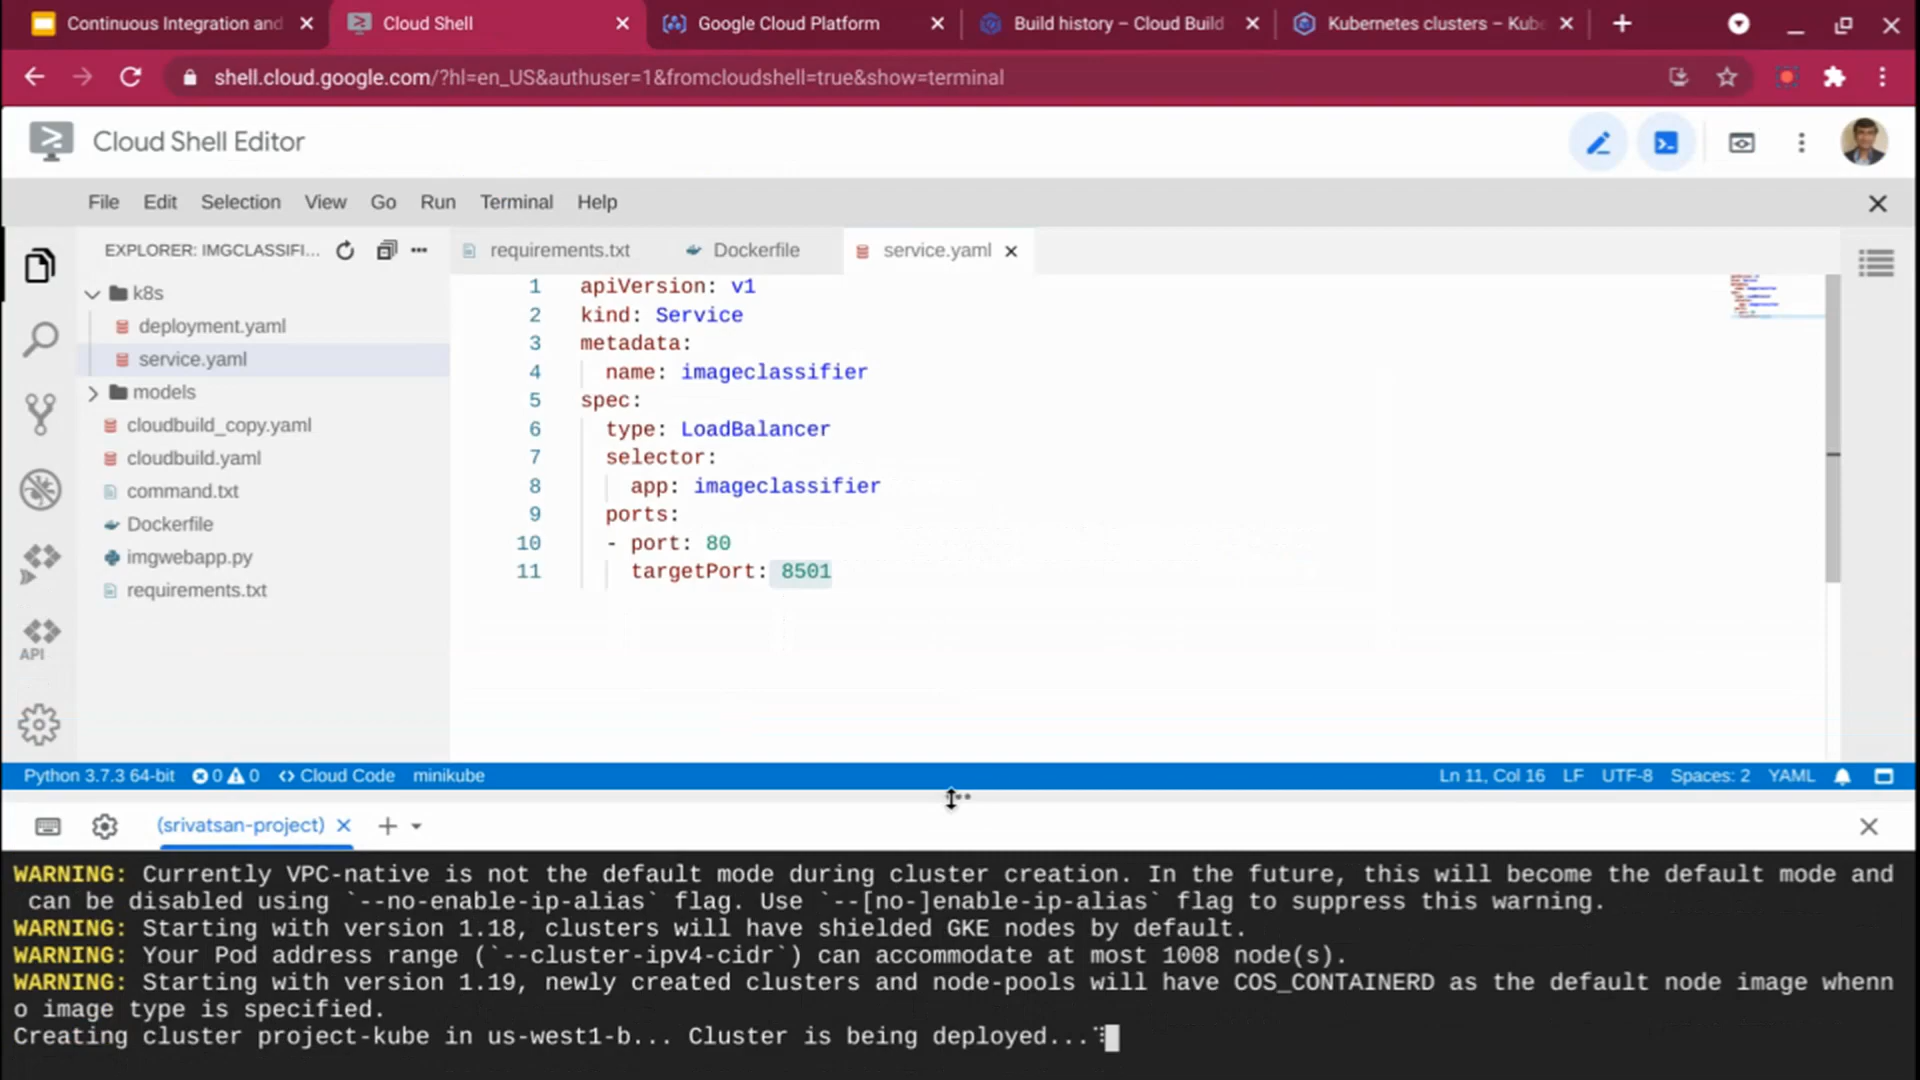 Continuous Integration and
Cloud Shell
Google Cloud Platform
Build history – Cloud Build
Kubernetes clusters – Kube
shell.cloud.google.com/?hl=en_US&authuser=1&fromcloudshell=true&show=terminal
Cloud Shell Editor
File Edit Selection View Go Run Terminal Help
EXPLORER: IMGCLASSIFI...
k8s
deployment.yaml
service.yaml
models
cloudbuild_copy.yaml
cloudbuild.yaml
command.txt
Dockerfile
imgwebapp.py
requirements.txt
API
requirements.txt Dockerfile service.yaml
1 apiVersion: v1
2 kind: Service
3 metadata:
4 name: imageclassifier
5 spec:
6 type: LoadBalancer
7 selector:
8 app: imageclassifier
9 ports:
10 - port: 80
11 targetPort: 8501
Python 3.7.3 64-bit 0 0 <> Cloud Code minikube Ln 11, Col 16 LF UTF-8 Spaces: 2 YAML
(srivatsan-project)
WARNING: Currently VPC-native is not the default mode during cluster creation. In the future, this will become the default mode and
can be disabled using `--no-enable-ip-alias` flag. Use `--[no-]enable-ip-alias` flag to suppress this warning.
WARNING: Starting with version 1.18, clusters will have shielded GKE nodes by default.
WARNING: Your Pod address range (`--cluster-ipv4-cidr`) can accommodate at most 1008 node(s).
WARNING: Starting with version 1.19, newly created clusters and node-pools will have COS_CONTAINERD as the default node image whenn
o image type is specified.
Creating cluster project-kube in us-west1-b... Cluster is being deployed...